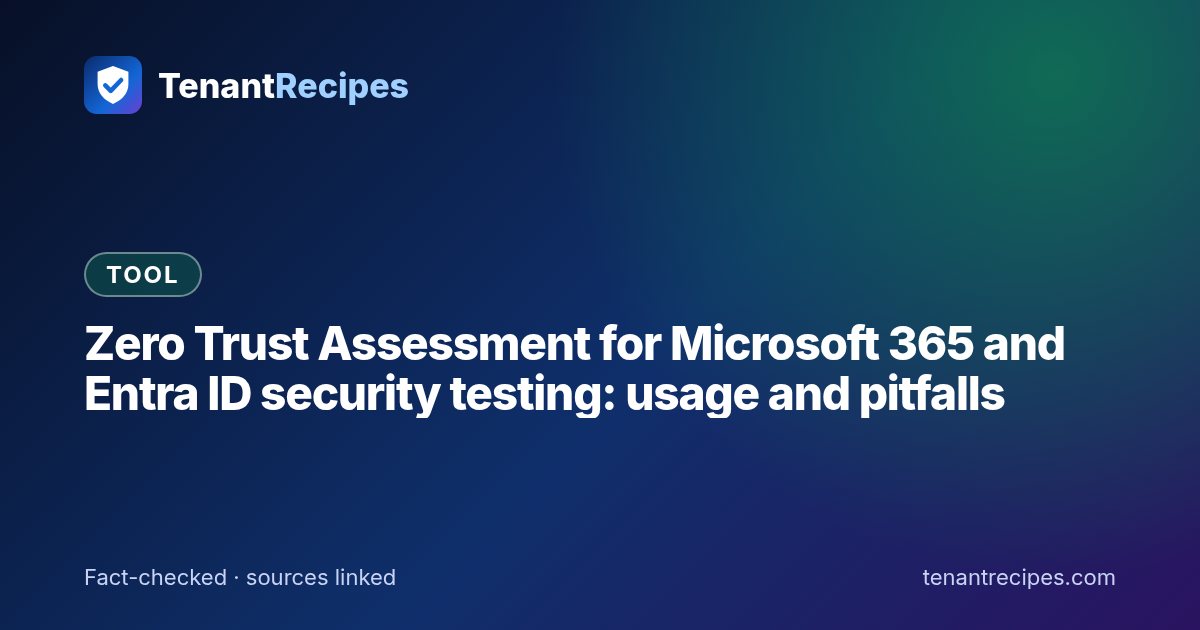 TenantRecipes
TOOL
Zero Trust Assessment for Microsoft 365 and
Entra ID security testing: usage and pitfalls
Fact-checked · sources linked
tenantrecipes.com